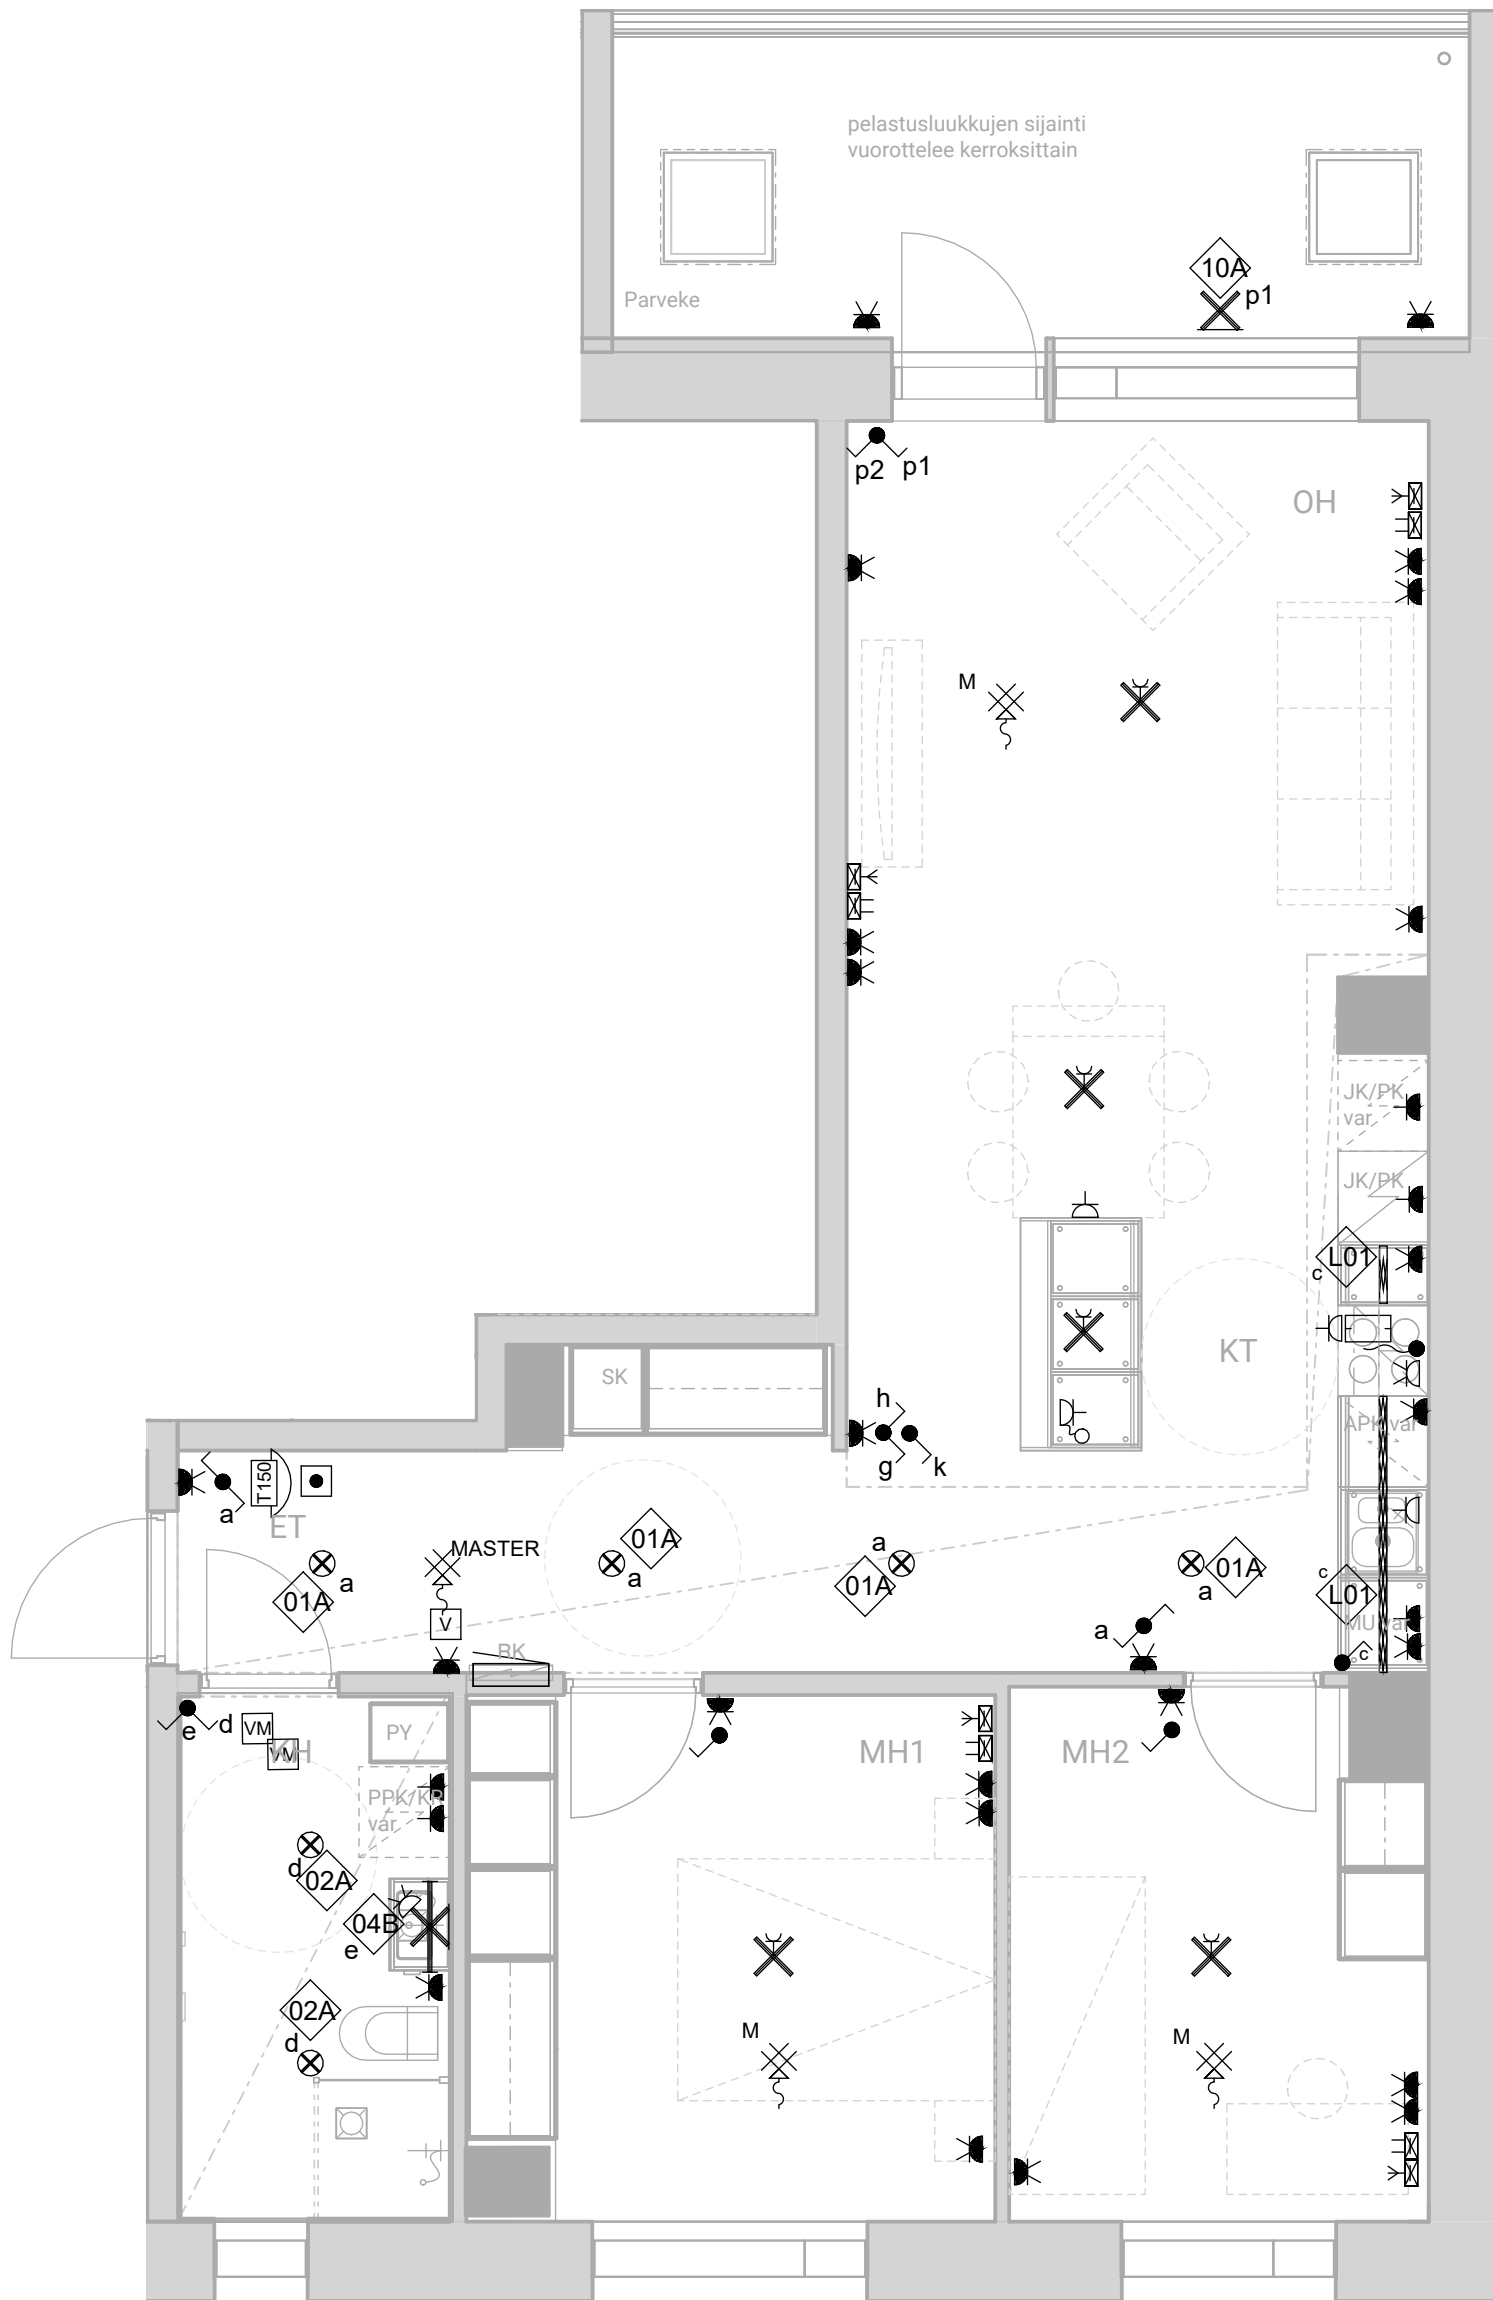 pelastusluukkujen sijainti
vuorottelee kerroksittain
10A
p1
Parveke
p2
p1
OH
M
JK/PK
var
JK/PK
L01
c
KT
SK
h
g
k
APK var
T150
a
ET
MASTER
01A
a
01A
a
01A
a
01A
a
V
RK
a
c
L01
MU var
c
e
d
VM
VM
KH
PY
MH1
MH2
PPK/KR
var
d
02A
04B
e
02A
d
M
M